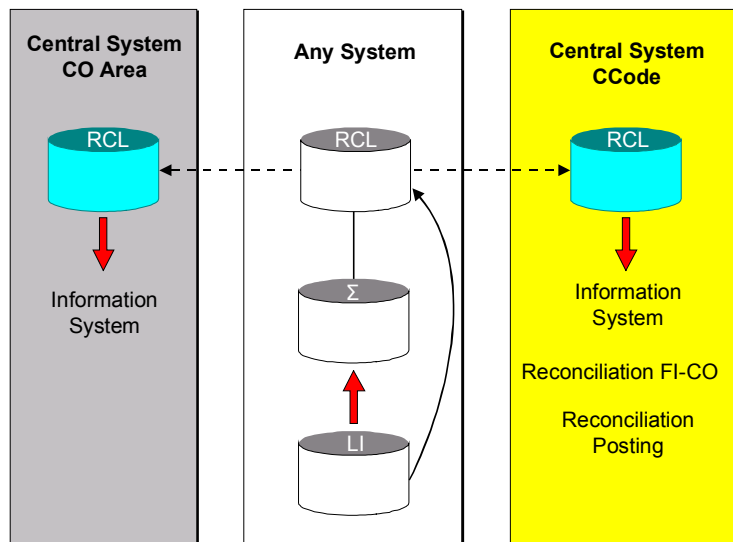 Central System
CO Area
RCL
Information
System
Any System
RCL
Σ
LI
Central System
CCode
RCL
Information
System
Reconciliation FI-CO
Reconciliation
Posting